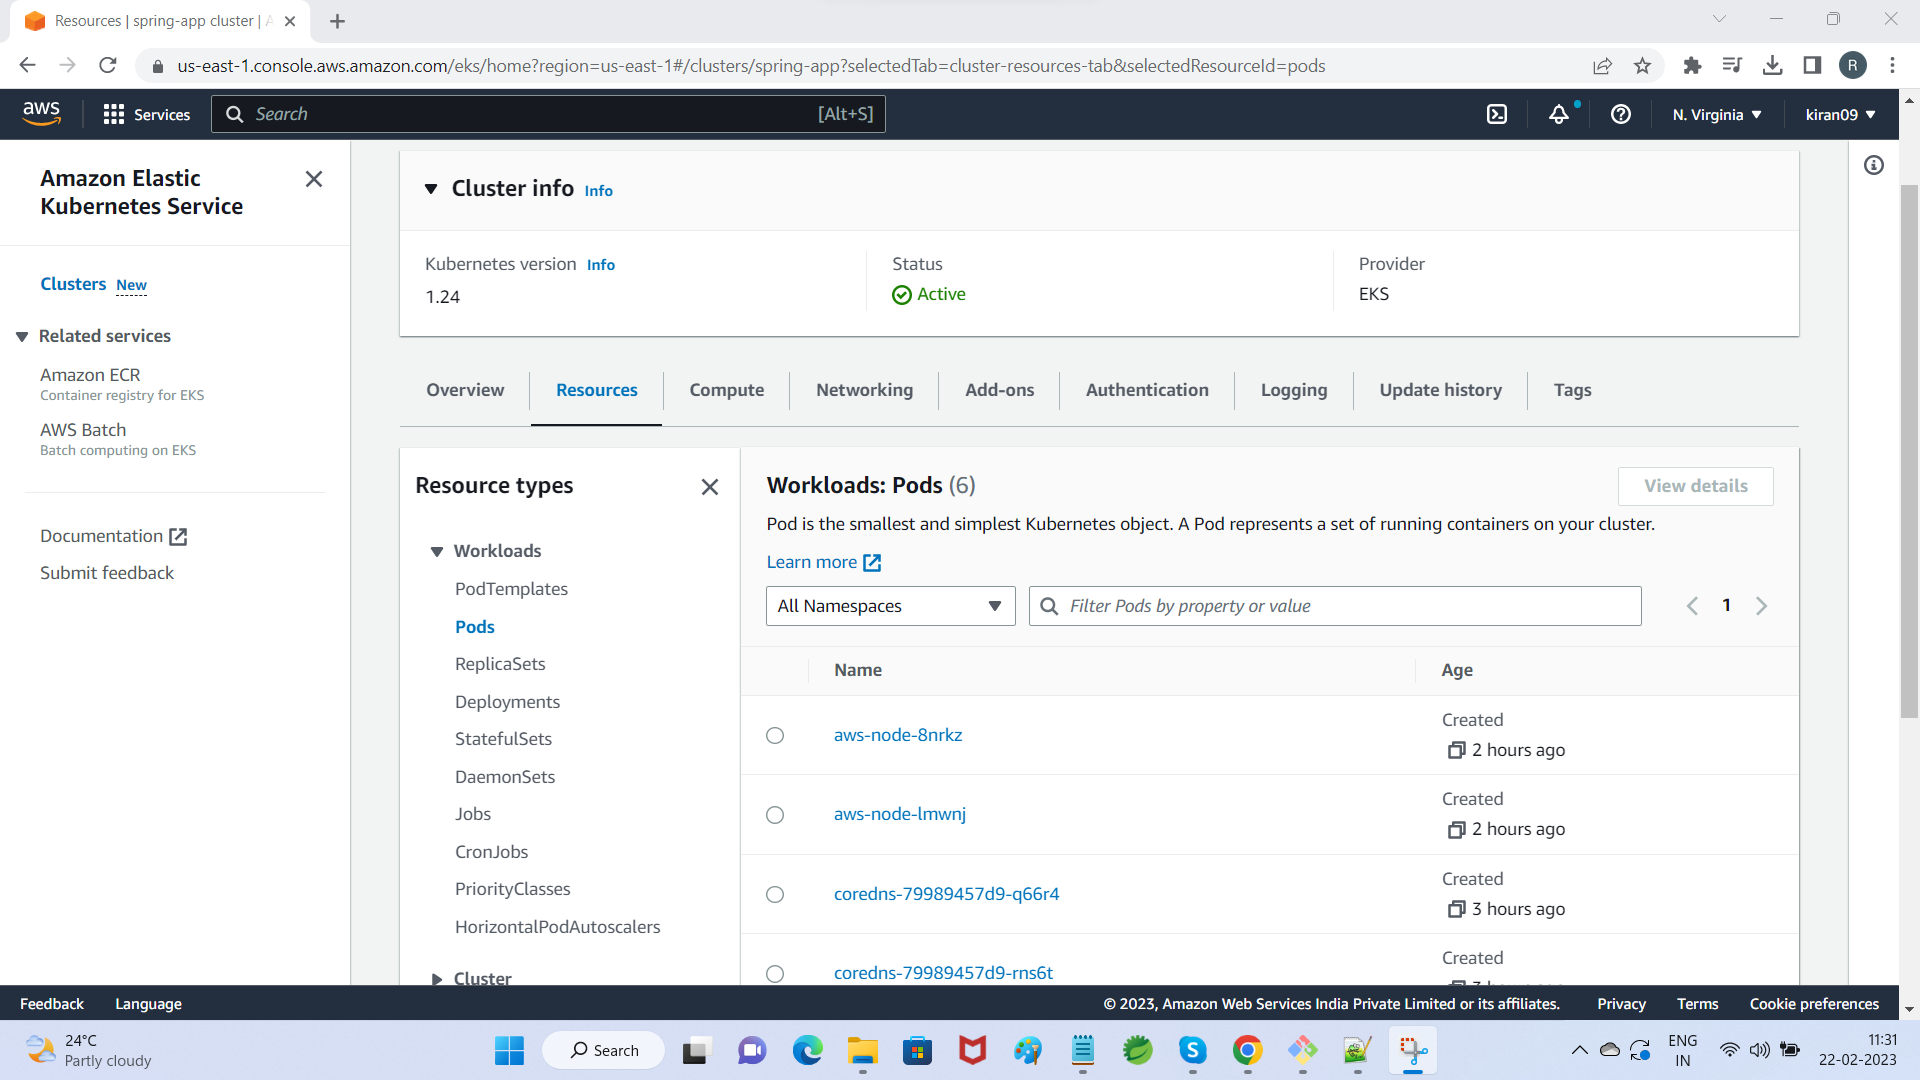 Resources | spring-app cluster | A
us-east-1.console.aws.amazon.com/eks/home?region=us-east-1#/clusters/spring-app?selectedTab=cluster-resources-tab&selectedResourceId=pods
R
aws
Services
Search
[Alt+S]
N. Virginia
kiran09
Amazon Elastic
Kubernetes Service
Clusters New
Related services
Amazon ECR
Container registry for EKS
AWS Batch
Batch computing on EKS
Documentation
Submit feedback
Cluster info Info
Kubernetes version Info
1.24
Status
Active
Provider
EKS
Overview
Resources
Compute
Networking
Add-ons
Authentication
Logging
Update history
Tags
Resource types
Workloads
PodTemplates
Pods
ReplicaSets
Deployments
StatefulSets
DaemonSets
Jobs
CronJobs
PriorityClasses
HorizontalPodAutoscalers
Cluster
Workloads: Pods (6)
View details
Pod is the smallest and simplest Kubernetes object. A Pod represents a set of running containers on your cluster.
Learn more
All Namespaces
Filter Pods by property or value
1
Name
Age
aws-node-8nrkz
Created
2 hours ago
aws-node-lmwnj
Created
2 hours ago
coredns-79989457d9-q66r4
Created
3 hours ago
coredns-79989457d9-rns6t
Created
Feedback
Language
© 2023, Amazon Web Services India Private Limited or its affiliates.
Privacy
Terms
Cookie preferences
24°C
Partly cloudy
Search
ENG
IN
11:31
22-02-2023